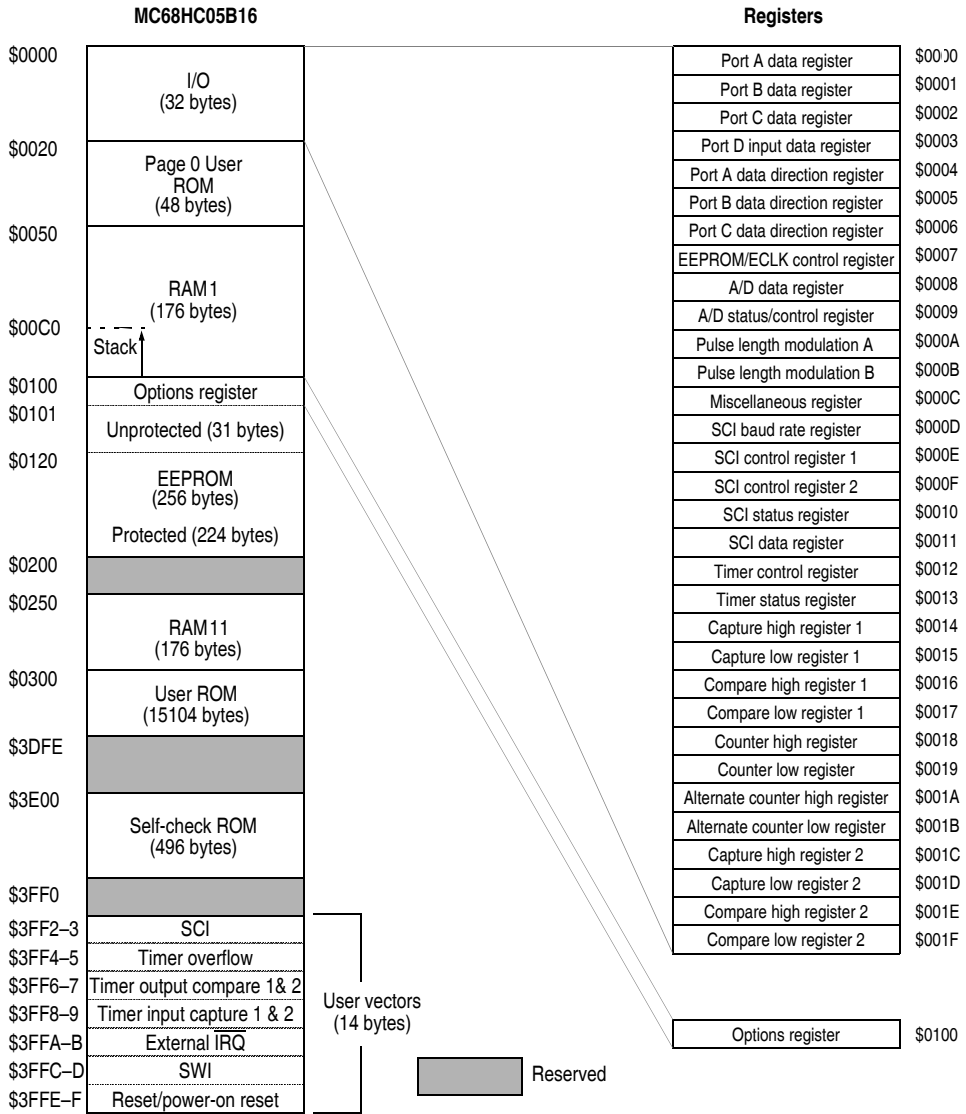 MC68HC05B16
$0000
I/O
(32 bytes)
$0020
Page 0 User
ROM
(48 bytes)
$0050
RAM1
(176 bytes)
$00C0
Stack
$0100
Options register
$0101
Unprotected (31 bytes)
$0120
EEPROM
(256 bytes)
Protected (224 bytes)
$0200
$0250
RAM11
(176 bytes)
$0300
User ROM
(15104 bytes)
$3DFE
$3E00
Self-check ROM
(496 bytes)
$3FF0
$3FF2–3 SCI
$3FF4–5 Timer overflow
$3FF6–7 Timer output compare 1& 2
$3FF8–9 Timer input capture 1 & 2
$3FFA–B External IRQ
$3FFC–D SWI
$3FFE–F Reset/power-on reset
User vectors
(14 bytes)
Reserved
Registers
Port A data register $0000
Port B data register $0001
Port C data register $0002
Port D input data register $0003
Port A data direction register $0004
Port B data direction register $0005
Port C data direction register $0006
EEPROM/ECLK control register $0007
A/D data register $0008
A/D status/control register $0009
Pulse length modulation A $000A
Pulse length modulation B $000B
Miscellaneous register $000C
SCI baud rate register $000D
SCI control register 1 $000E
SCI control register 2 $000F
SCI status register $0010
SCI data register $0011
Timer control register $0012
Timer status register $0013
Capture high register 1 $0014
Capture low register 1 $0015
Compare high register 1 $0016
Compare low register 1 $0017
Counter high register $0018
Counter low register $0019
Alternate counter high register $001A
Alternate counter low register $001B
Capture high register 2 $001C
Capture low register 2 $001D
Compare high register 2 $001E
Compare low register 2 $001F
Options register $0100